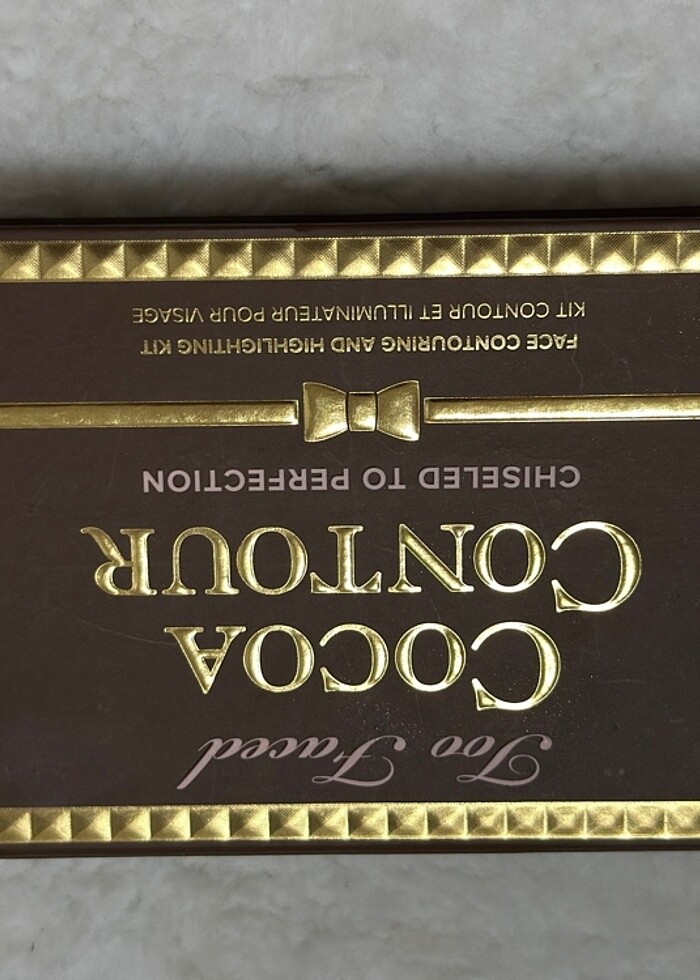 Too Faced
COCOA
CONTOUR
CHISELED TO PERFECTION
FACE CONTOURING AND HIGHLIGHTING KIT
KIT CONTOUR ET ILLUMINATEUR POUR VISAGE